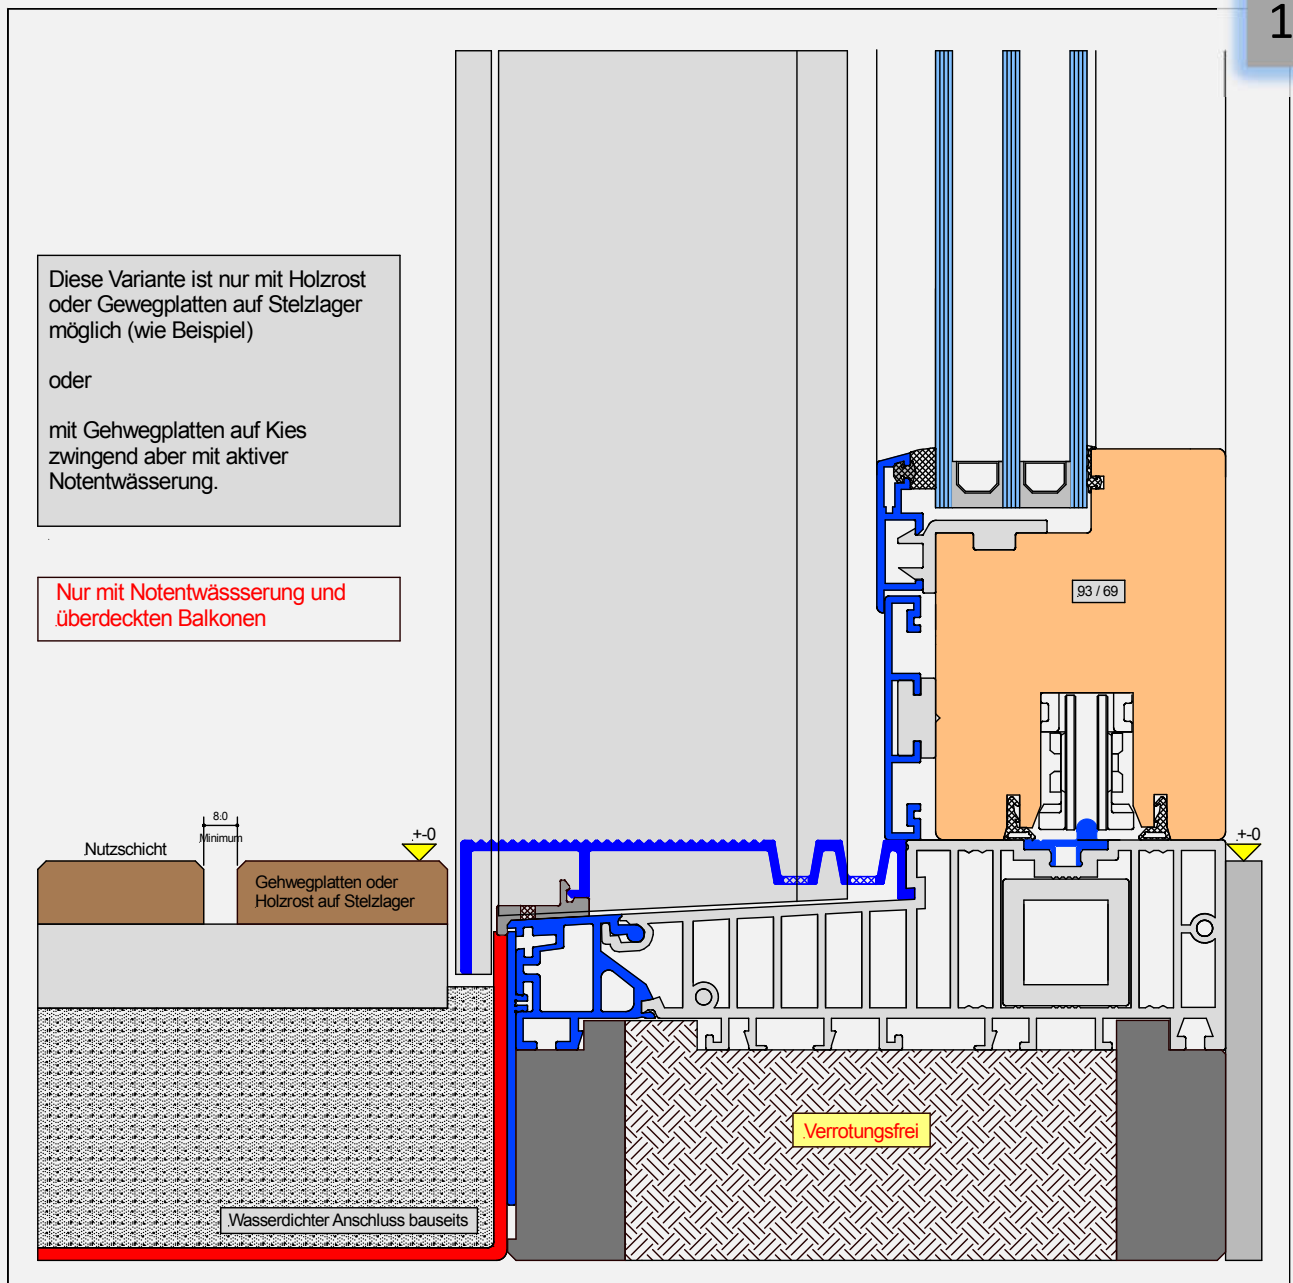 1
Diese Variante ist nur mit Holzrost
oder Gewegplatten auf Stelzlager
möglich (wie Beispiel)
oder
mit Gehwegplatten auf Kies
zwingend aber mit aktiver
Notentwässerung.
Nur mit Notentwässserung und
überdeckten Balkonen
93 / 69
8.0
Minimum
Nutzschicht
+-0
+-0
Gehwegplatten oder
Holzrost auf Stelzlager
Verrotungsfrei
Wasserdichter Anschluss bauseits